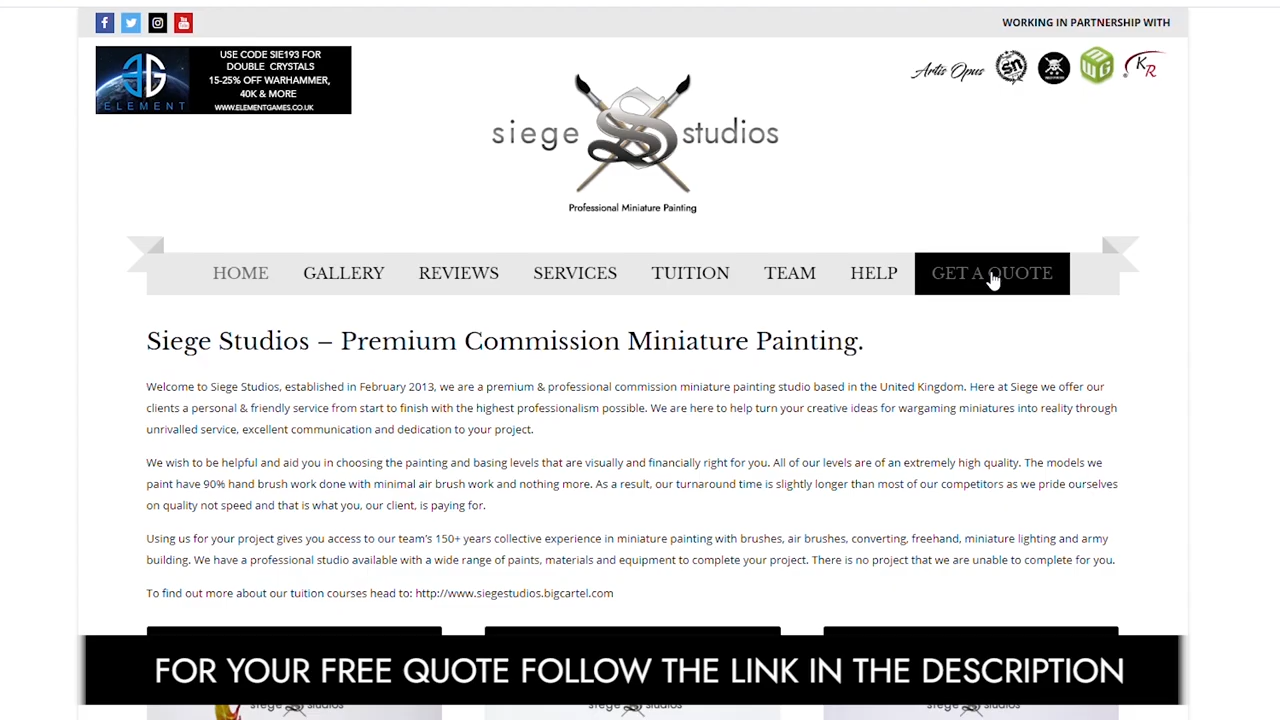 WORKING IN PARTNERSHIP WITH
USE CODE SIE193 FOR
DOUBLE CRYSTALS
15-25% OFF WARHAMMER,
40K & MORE
WWW.ELEMENTGAMES.CO.UK
ELEMENT
Artis Opus
KR
siege studios
Professional Miniature Painting
HOME GALLERY REVIEWS SERVICES TUITION TEAM HELP GET A QUOTE
Siege Studios – Premium Commission Miniature Painting.
Welcome to Siege Studios, established in February 2013, we are a premium & professional commission miniature painting studio based in the United Kingdom. Here at Siege we offer our
clients a personal & friendly service from start to finish with the highest professionalism possible. We are here to help turn your creative ideas for wargaming miniatures into reality through
unrivalled service, excellent communication and dedication to your project.
We wish to be helpful and aid you in choosing the painting and basing levels that are visually and financially right for you. All of our levels are of an extremely high quality. The models we
paint have 90% hand brush work done with minimal air brush work and nothing more. As a result, our turnaround time is slightly longer than most of our competitors as we pride ourselves
on quality not speed and that is what you, our client, is paying for.
Using us for your project gives you access to our team's 150+ years collective experience in miniature painting with brushes, air brushes, converting, freehand, miniature lighting and army
building. We have a professional studio available with a wide range of paints, materials and equipment to complete your project. There is no project that we are unable to complete for you.
To find out more about our tuition courses head to: http://www.siegestudios.bigcartel.com
FOR YOUR FREE QUOTE FOLLOW THE LINK IN THE DESCRIPTION